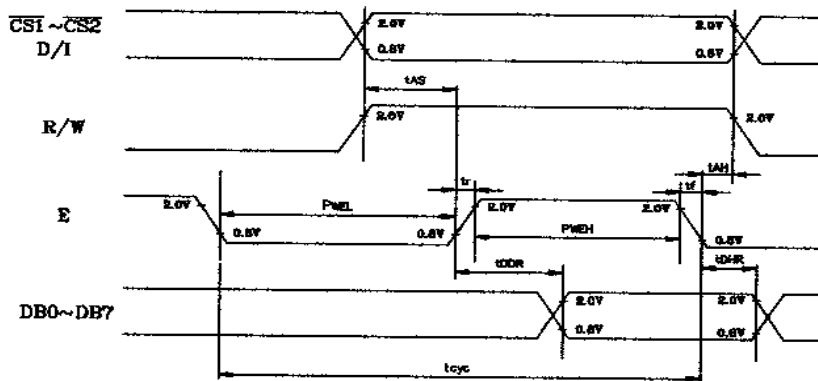 CS1~CS2
2.0V 2.0V
D/I
0.8V 0.8V
tAS
R/W 2.0V 2.0V
tAH
tr tf
2.0V PWEL 2.0V 2.0V
E
0.8V 0.8V PWEH 0.8V
tDDR tDHR
2.0V 2.0V
DB0~DB7
0.8V 0.8V
tcyc